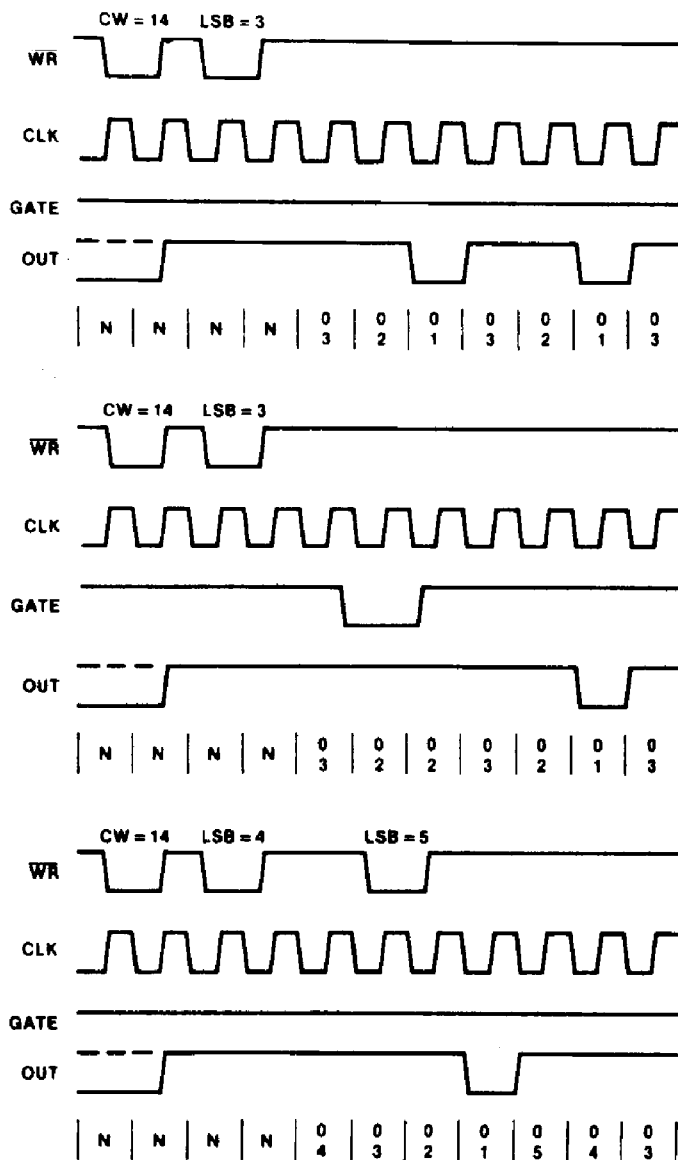 CW = 14 LSB = 3
WR
CLK
GATE
OUT
N N N N 0 0 0 0 0 0 0
3 2 1 3 2 1 3
CW = 14 LSB = 3
WR
CLK
GATE
OUT
N N N N 0 0 0 0 0 0 0
3 2 2 3 2 1 3
CW = 14 LSB = 4 LSB = 5
WR
CLK
GATE
OUT
N N N N 0 0 0 0 0 0 0
4 3 2 1 5 4 3